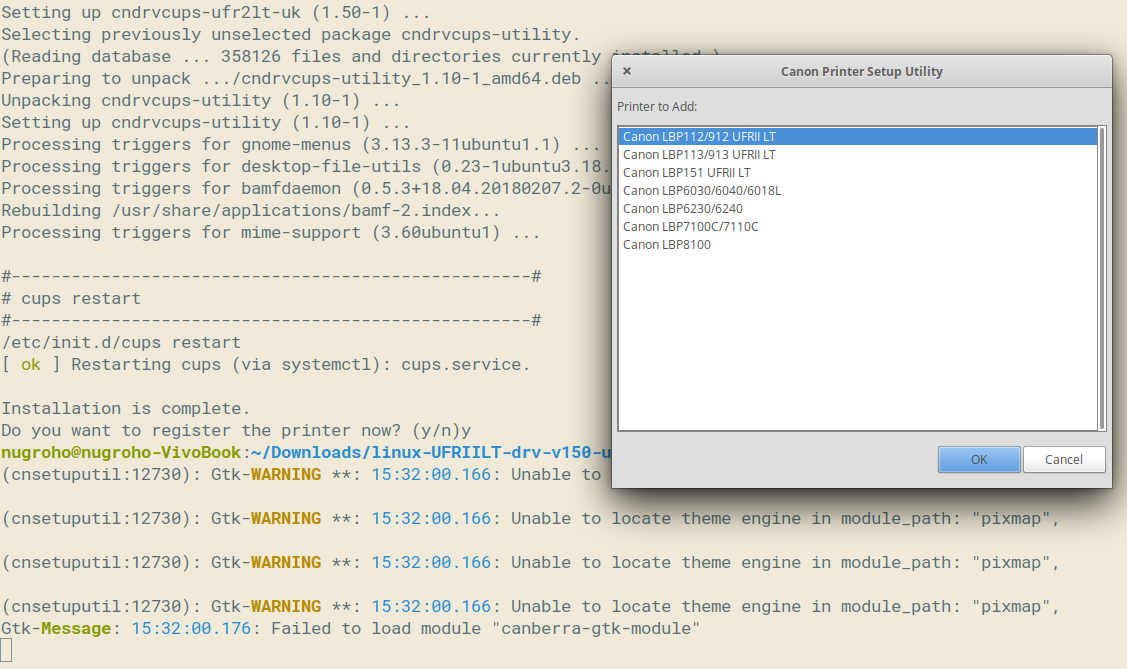 Setting up cndrvcups-ufr2lt-uk (1.50-1) ...
Selecting previously unselected package cndrvcups-utility.
(Reading database ... 358126 files and directories currently installed.)
Preparing to unpack .../cndrvcups-utility_1.10-1_amd64.deb ..
Unpacking cndrvcups-utility (1.10-1) ...
Setting up cndrvcups-utility (1.10-1) ...
Processing triggers for gnome-menus (3.13.3-11ubuntu1.1) ...
Processing triggers for desktop-file-utils (0.23-1ubuntu3.18.
Processing triggers for bamfdaemon (0.5.3+18.04.20180207.2-0u
Rebuilding /usr/share/applications/bamf-2.index...
Processing triggers for mime-support (3.60ubuntu1) ...
#----------------------------------------------------#
# cups restart
#----------------------------------------------------#
/etc/init.d/cups restart
[ ok ] Restarting cups (via systemctl): cups.service.
Installation is complete.
Do you want to register the printer now? (y/n)y
nugroho@nugroho-VivoBook:~/Downloads/linux-UFRIILT-drv-v150-u
(cnsetuputil:12730): Gtk-WARNING **: 15:32:00.166: Unable to
(cnsetuputil:12730): Gtk-WARNING **: 15:32:00.166: Unable to locate theme engine in module_path: "pixmap",
(cnsetuputil:12730): Gtk-WARNING **: 15:32:00.166: Unable to locate theme engine in module_path: "pixmap",
(cnsetuputil:12730): Gtk-WARNING **: 15:32:00.166: Unable to locate theme engine in module_path: "pixmap",
Gtk-Message: 15:32:00.176: Failed to load module "canberra-gtk-module"
Canon Printer Setup Utility
Printer to Add:
Canon LBP112/912 UFRII LT
Canon LBP113/913 UFRII LT
Canon LBP151 UFRII LT
Canon LBP6030/6040/6018L
Canon LBP6230/6240
Canon LBP7100C/7110C
Canon LBP8100
OK
Cancel